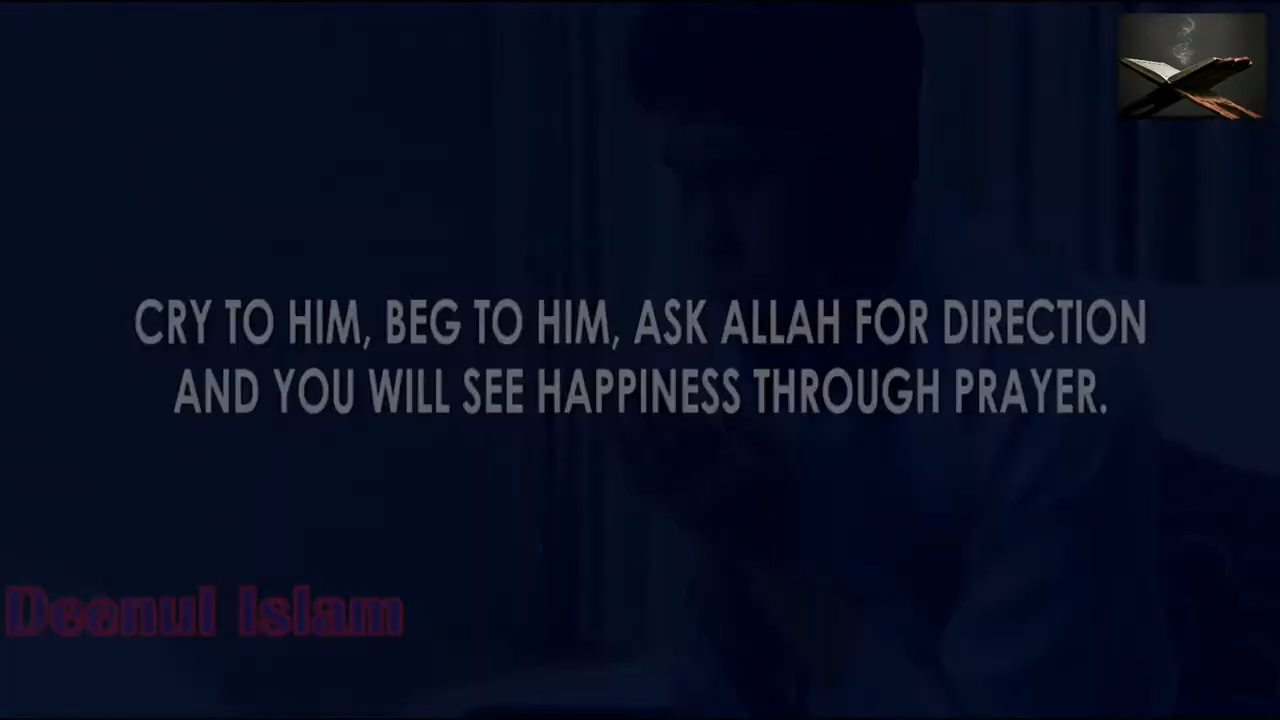 CRY TO HIM, BEG TO HIM, ASK ALLAH FOR DIRECTION
AND YOU WILL SEE HAPPINESS THROUGH PRAYER.
Deenul Islam